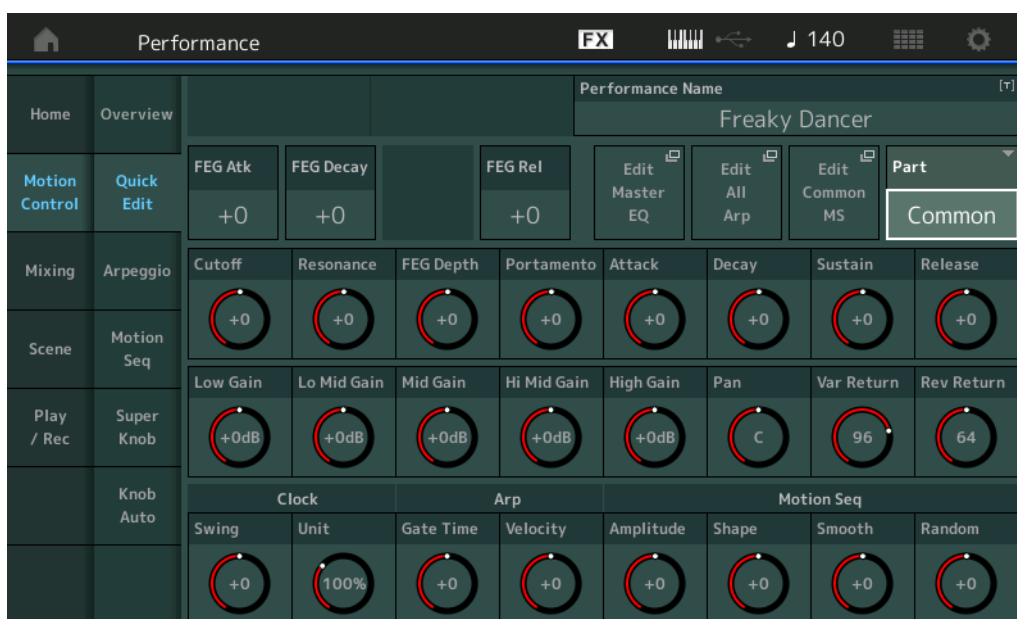 Performance FX 140
Performance Name [T]
Home Overview Freaky Dancer
FEG Atk FEG Decay FEG Rel Edit Edit Edit Part
Motion Quick Master All Common
Control Edit +0 +0 +0 EQ Arp MS Common
Mixing Arpeggio Cutoff Resonance FEG Depth Portamento Attack Decay Sustain Release
+0 +0 +0 +0 +0 +0 +0 +0
Scene Motion
Seq
Low Gain Lo Mid Gain Mid Gain Hi Mid Gain High Gain Pan Var Return Rev Return
Play Super
/ Rec Knob +0dB +0dB +0dB +0dB +0dB C 96 64
Knob Clock Arp Motion Seq
Auto
Swing Unit Gate Time Velocity Amplitude Shape Smooth Random
+0 100% +0 +0 +0 +0 +0 +0